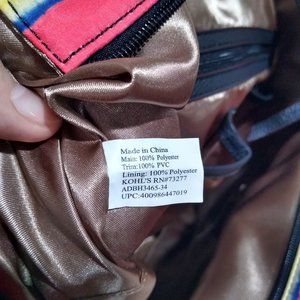 Made in China
Main: 100% Polyester
Trim:100% PVC
Lining: 100% Polyester
KOHL'S RN#73277
ADBH3465-34
UPC:400986447019